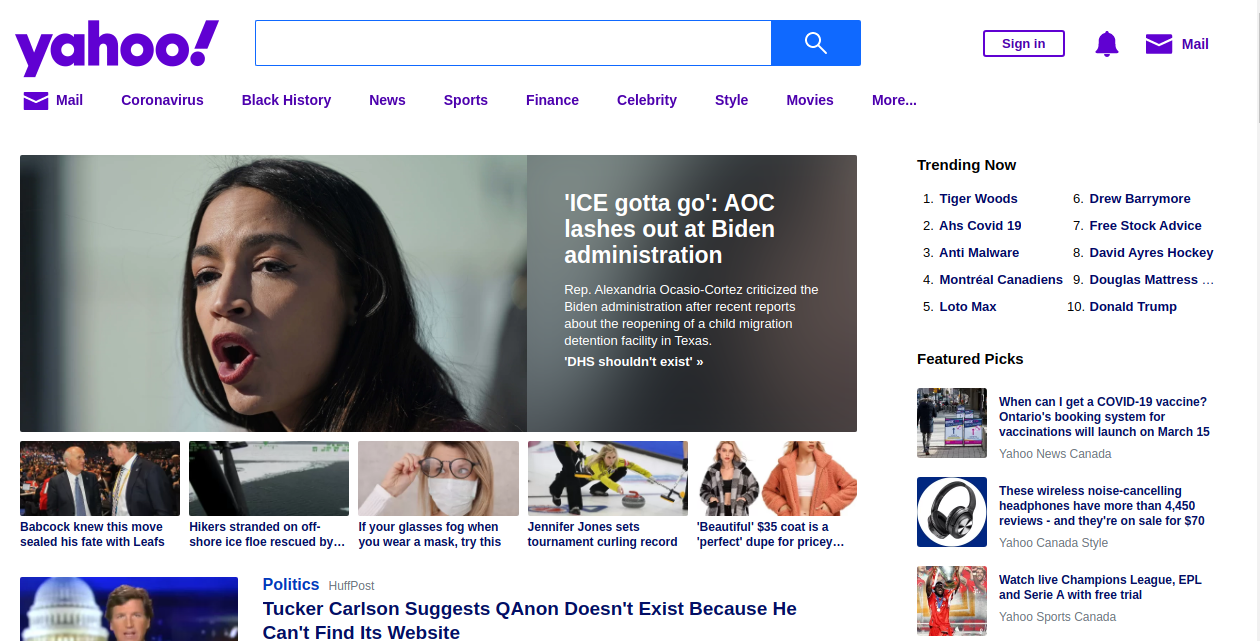 yahoo!
Sign in
Mail
Mail
Coronavirus
Black History
News
Sports
Finance
Celebrity
Style
Movies
More...
'ICE gotta go': AOC
lashes out at Biden
administration
Rep. Alexandria Ocasio-Cortez criticized the
Biden administration after recent reports
about the reopening of a child migration
detention facility in Texas.
'DHS shouldn't exist' »
Babcock knew this move
sealed his fate with Leafs
Hikers stranded on off-
shore ice floe rescued by…
If your glasses fog when
you wear a mask, try this
Jennifer Jones sets
tournament curling record
'Beautiful' $35 coat is a
'perfect' dupe for pricey…
Politics HuffPost
Tucker Carlson Suggests QAnon Doesn't Exist Because He
Can't Find Its Website
Trending Now
1. Tiger Woods
2. Ahs Covid 19
3. Anti Malware
4. Montréal Canadiens
5. Loto Max
6. Drew Barrymore
7. Free Stock Advice
8. David Ayres Hockey
9. Douglas Mattress …
10. Donald Trump
Featured Picks
When can I get a COVID-19 vaccine?
Ontario's booking system for
vaccinations will launch on March 15
Yahoo News Canada
These wireless noise-cancelling
headphones have more than 4,450
reviews - and they're on sale for $70
Yahoo Canada Style
Watch live Champions League, EPL
and Serie A with free trial
Yahoo Sports Canada